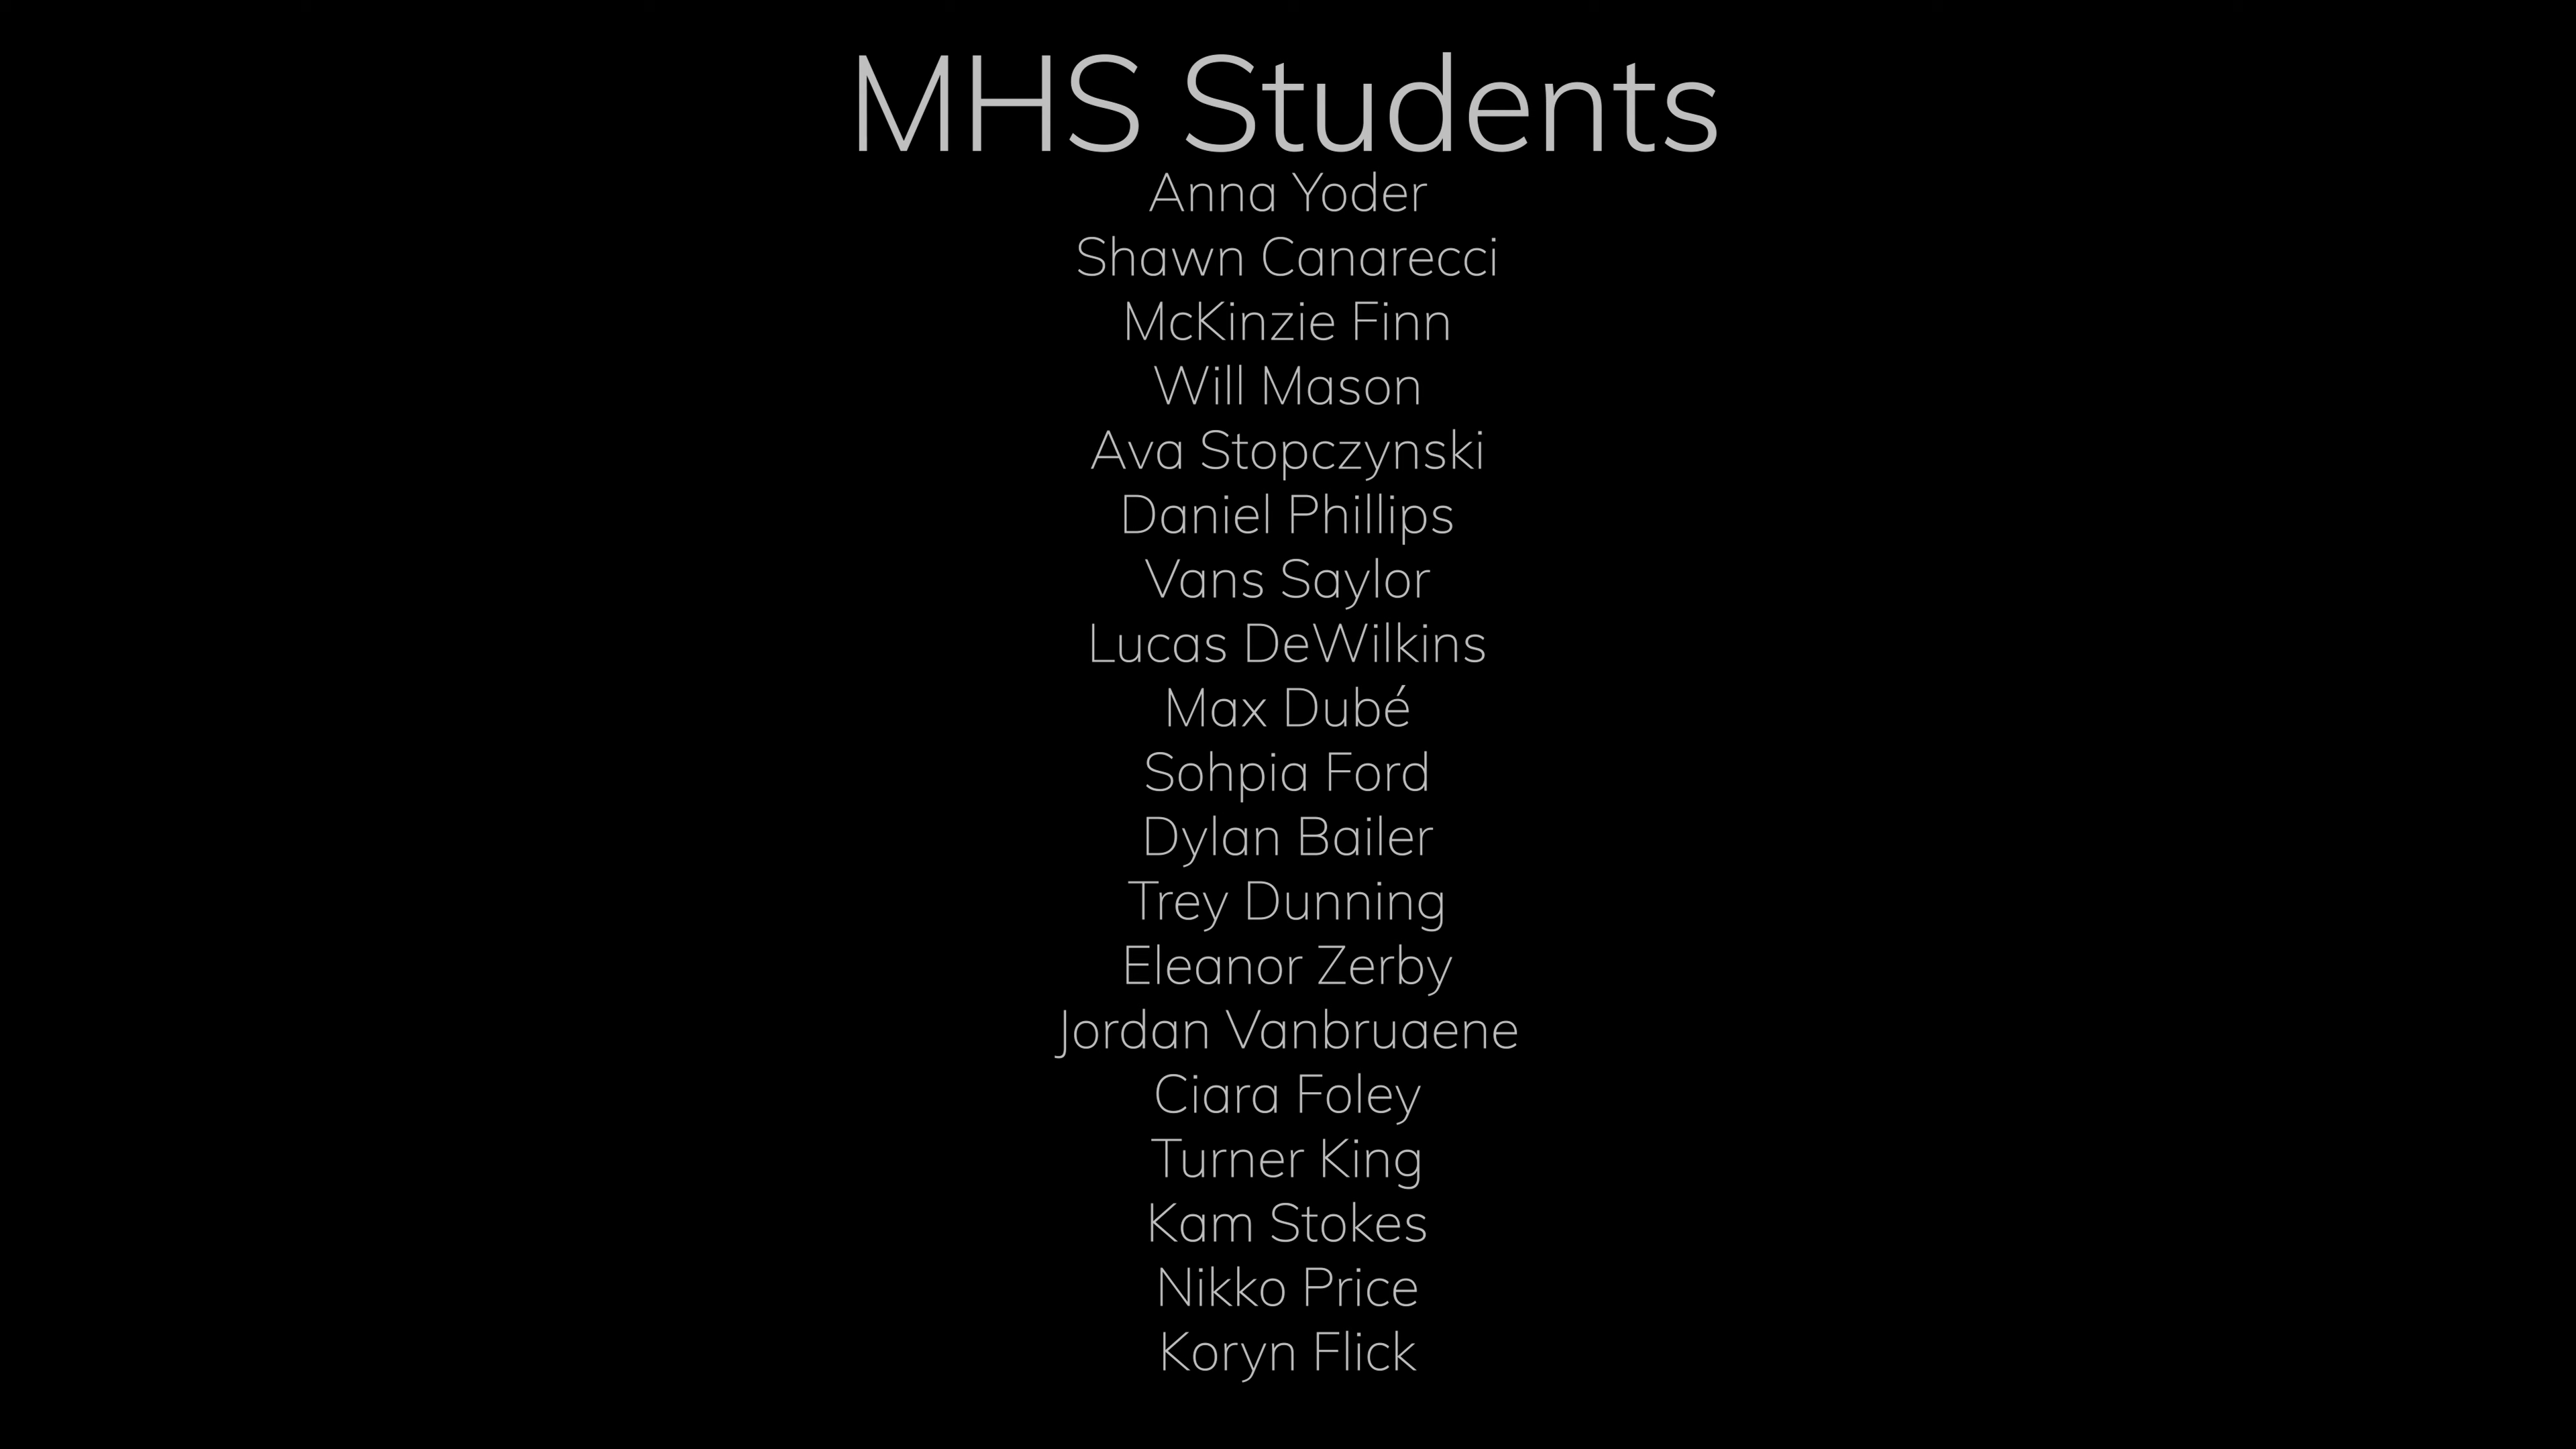 MHS Students
Anna Yoder
Shawn Canarecci
McKinzie Finn
Will Mason
Ava Stopczynski
Daniel Phillips
Vans Saylor
Lucas DeWilkins
Max Dubé
Sohpia Ford
Dylan Bailer
Trey Dunning
Eleanor Zerby
Jordan Vanbruaene
Ciara Foley
Turner King
Kam Stokes
Nikko Price
Koryn Flick